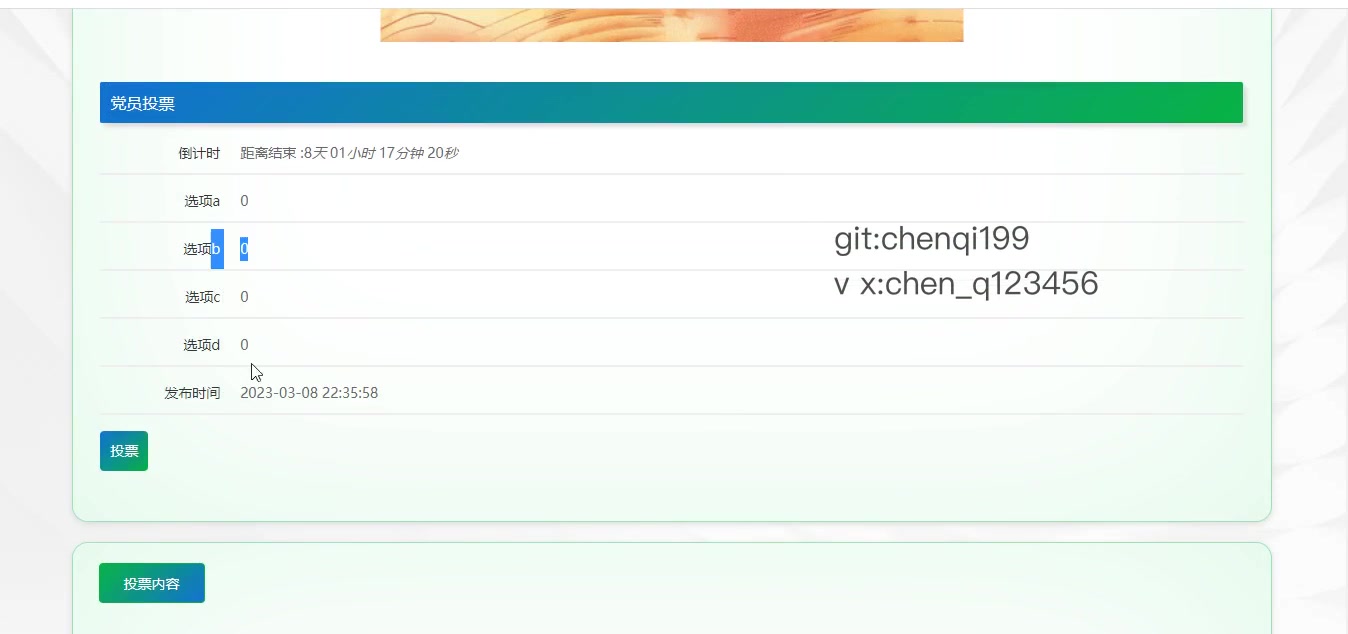 党员投票
倒计时 距离结束 :8天 01小时 17分钟 20秒
选项a 0
选项b 0
git:chenqi199
v x:chen_q123456
选项c 0
选项d 0
发布时间 2023-03-08 22:35:58
投票
投票内容